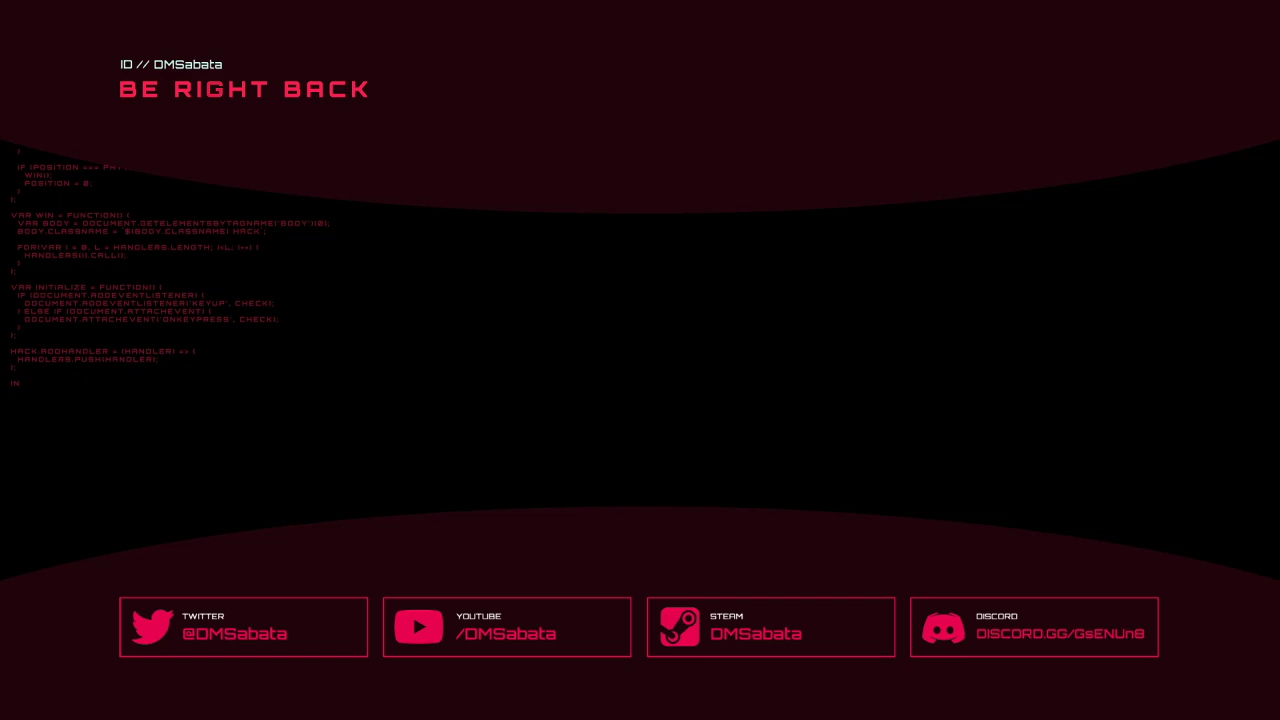 ID // DMSabata
BE RIGHT BACK
}
IF (POSITION ===
WIN();
POSITION = 0;
}
};
VAR WIN = FUNCTION() {
VAR BODY = DOCUMENT.GETELEMENTSBYTAGNAME('BODY')[0];
BODY.CLASSNAME = `${BODY.CLASSNAME} HACK`;
FOR(VAR I = 0, L = HANDLERS.LENGTH; I<L; I++) {
HANDLERS[I].CALL();
}
};
VAR INITIALIZE = FUNCTION() {
IF (DOCUMENT.ADDEVENTLISTENER) {
DOCUMENT.ADDEVENTLISTENER('KEYUP', CHECK);
} ELSE IF (DOCUMENT.ATTACHEVENT) {
DOCUMENT.ATTACHEVENT('ONKEYPRESS', CHECK);
}
};
HACK.ADDHANDLER = (HANDLER) => {
HANDLERS.PUSH(HANDLER);
};
IN
TWITTER
@DMSabata
YOUTUBE
/DMSabata
STEAM
DMSabata
DISCORD
DISCORD.GG/GsENUn8